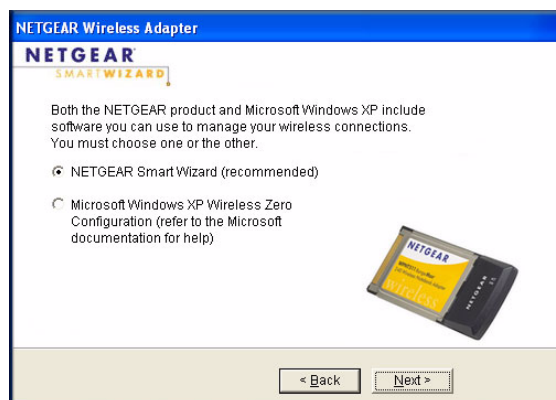 NETGEAR Wireless Adapter
NETGEAR
SMARTWIZARD
Both the NETGEAR product and Microsoft Windows XP include
software you can use to manage your wireless connections.
You must choose one or the other.
NETGEAR Smart Wizard (recommended)
Microsoft Windows XP Wireless Zero
Configuration (refer to the Microsoft
documentation for help)
NETGEAR
wireless
NETGEAR
< Back
Next >